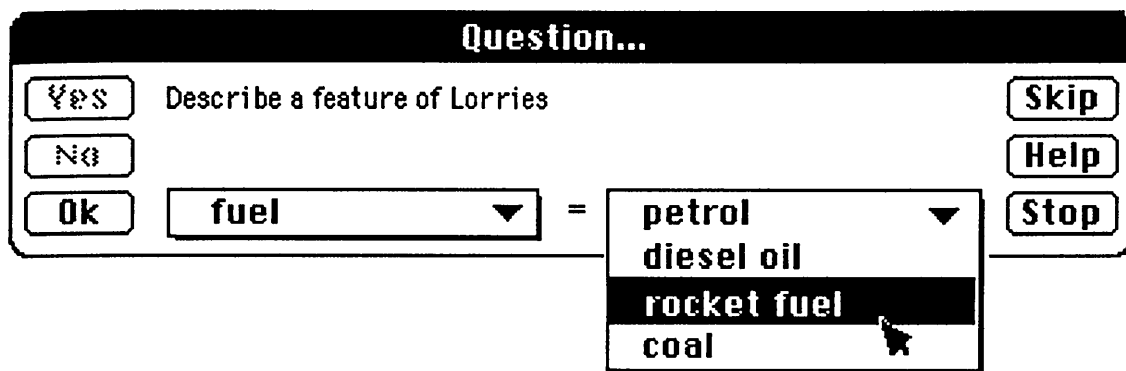 Question...
Yes Describe a feature of Lorries Skip
No Help
Ok fuel = petrol Stop
diesel oil
rocket fuel
coal